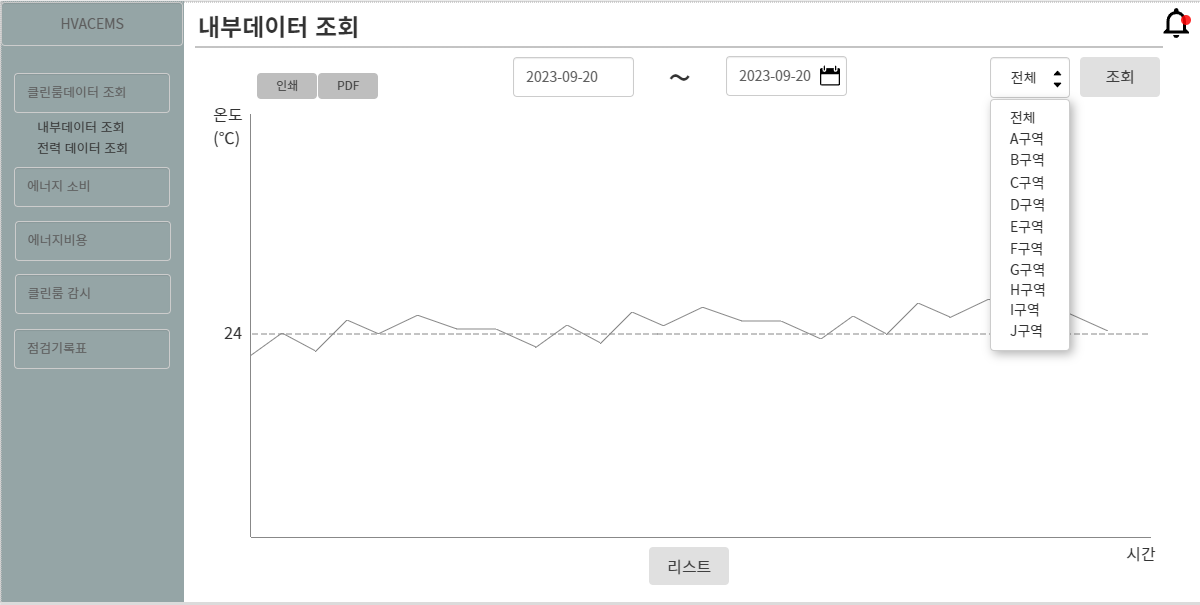 HVACEMS
클린룸데이터 조회
내부데이터 조회
전력 데이터 조회
에너지 소비
에너지비용
클린룸 감시
점검기록표
내부데이터 조회
인쇄
PDF
2023-09-20
~
2023-09-20
전체
조회
전체
A구역
B구역
C구역
D구역
E구역
F구역
G구역
H구역
I구역
J구역
온도
(℃)
24
시간
리스트